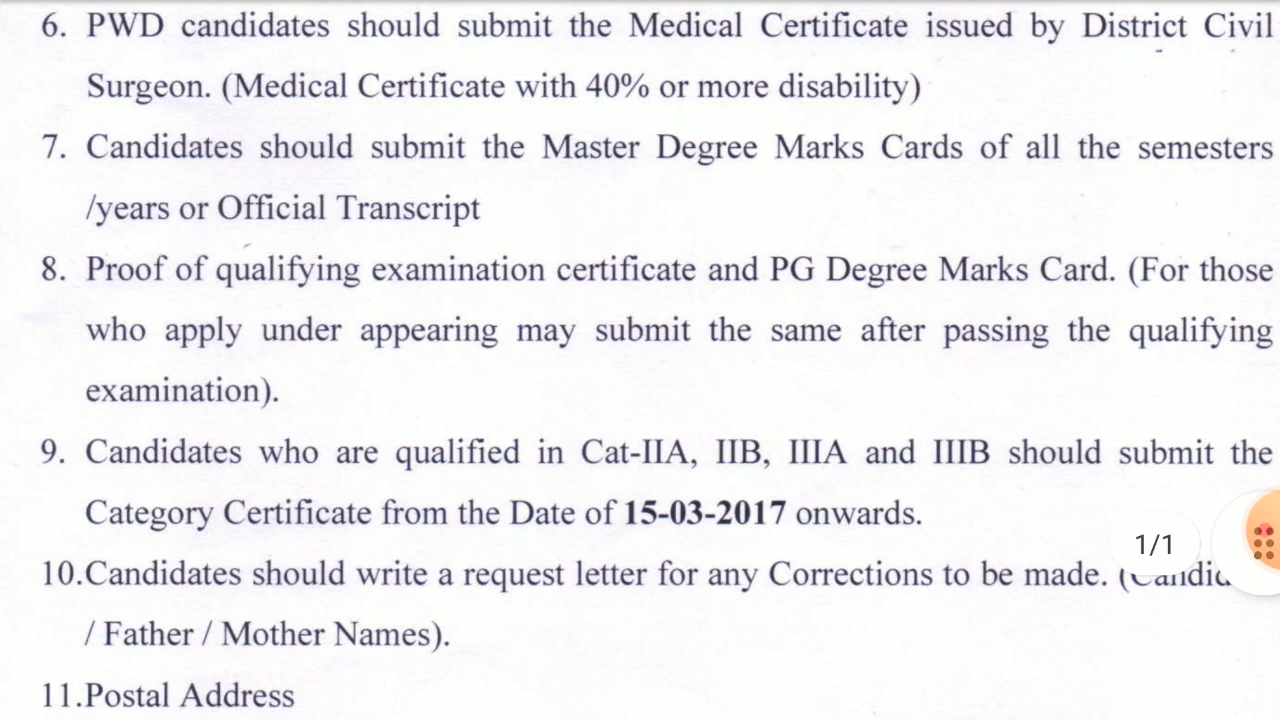 6. PWD candidates should submit the Medical Certificate issued by District Civil
Surgeon. (Medical Certificate with 40% or more disability)
7. Candidates should submit the Master Degree Marks Cards of all the semesters
/years or Official Transcript
8. Proof of qualifying examination certificate and PG Degree Marks Card. (For those
who apply under appearing may submit the same after passing the qualifying
examination).
9. Candidates who are qualified in Cat-IIA, IIB, IIIA and IIIB should submit the
Category Certificate from the Date of 15-03-2017 onwards.
1/1
10.Candidates should write a request letter for any Corrections to be made.
/ Father / Mother Names).
11.Postal Address